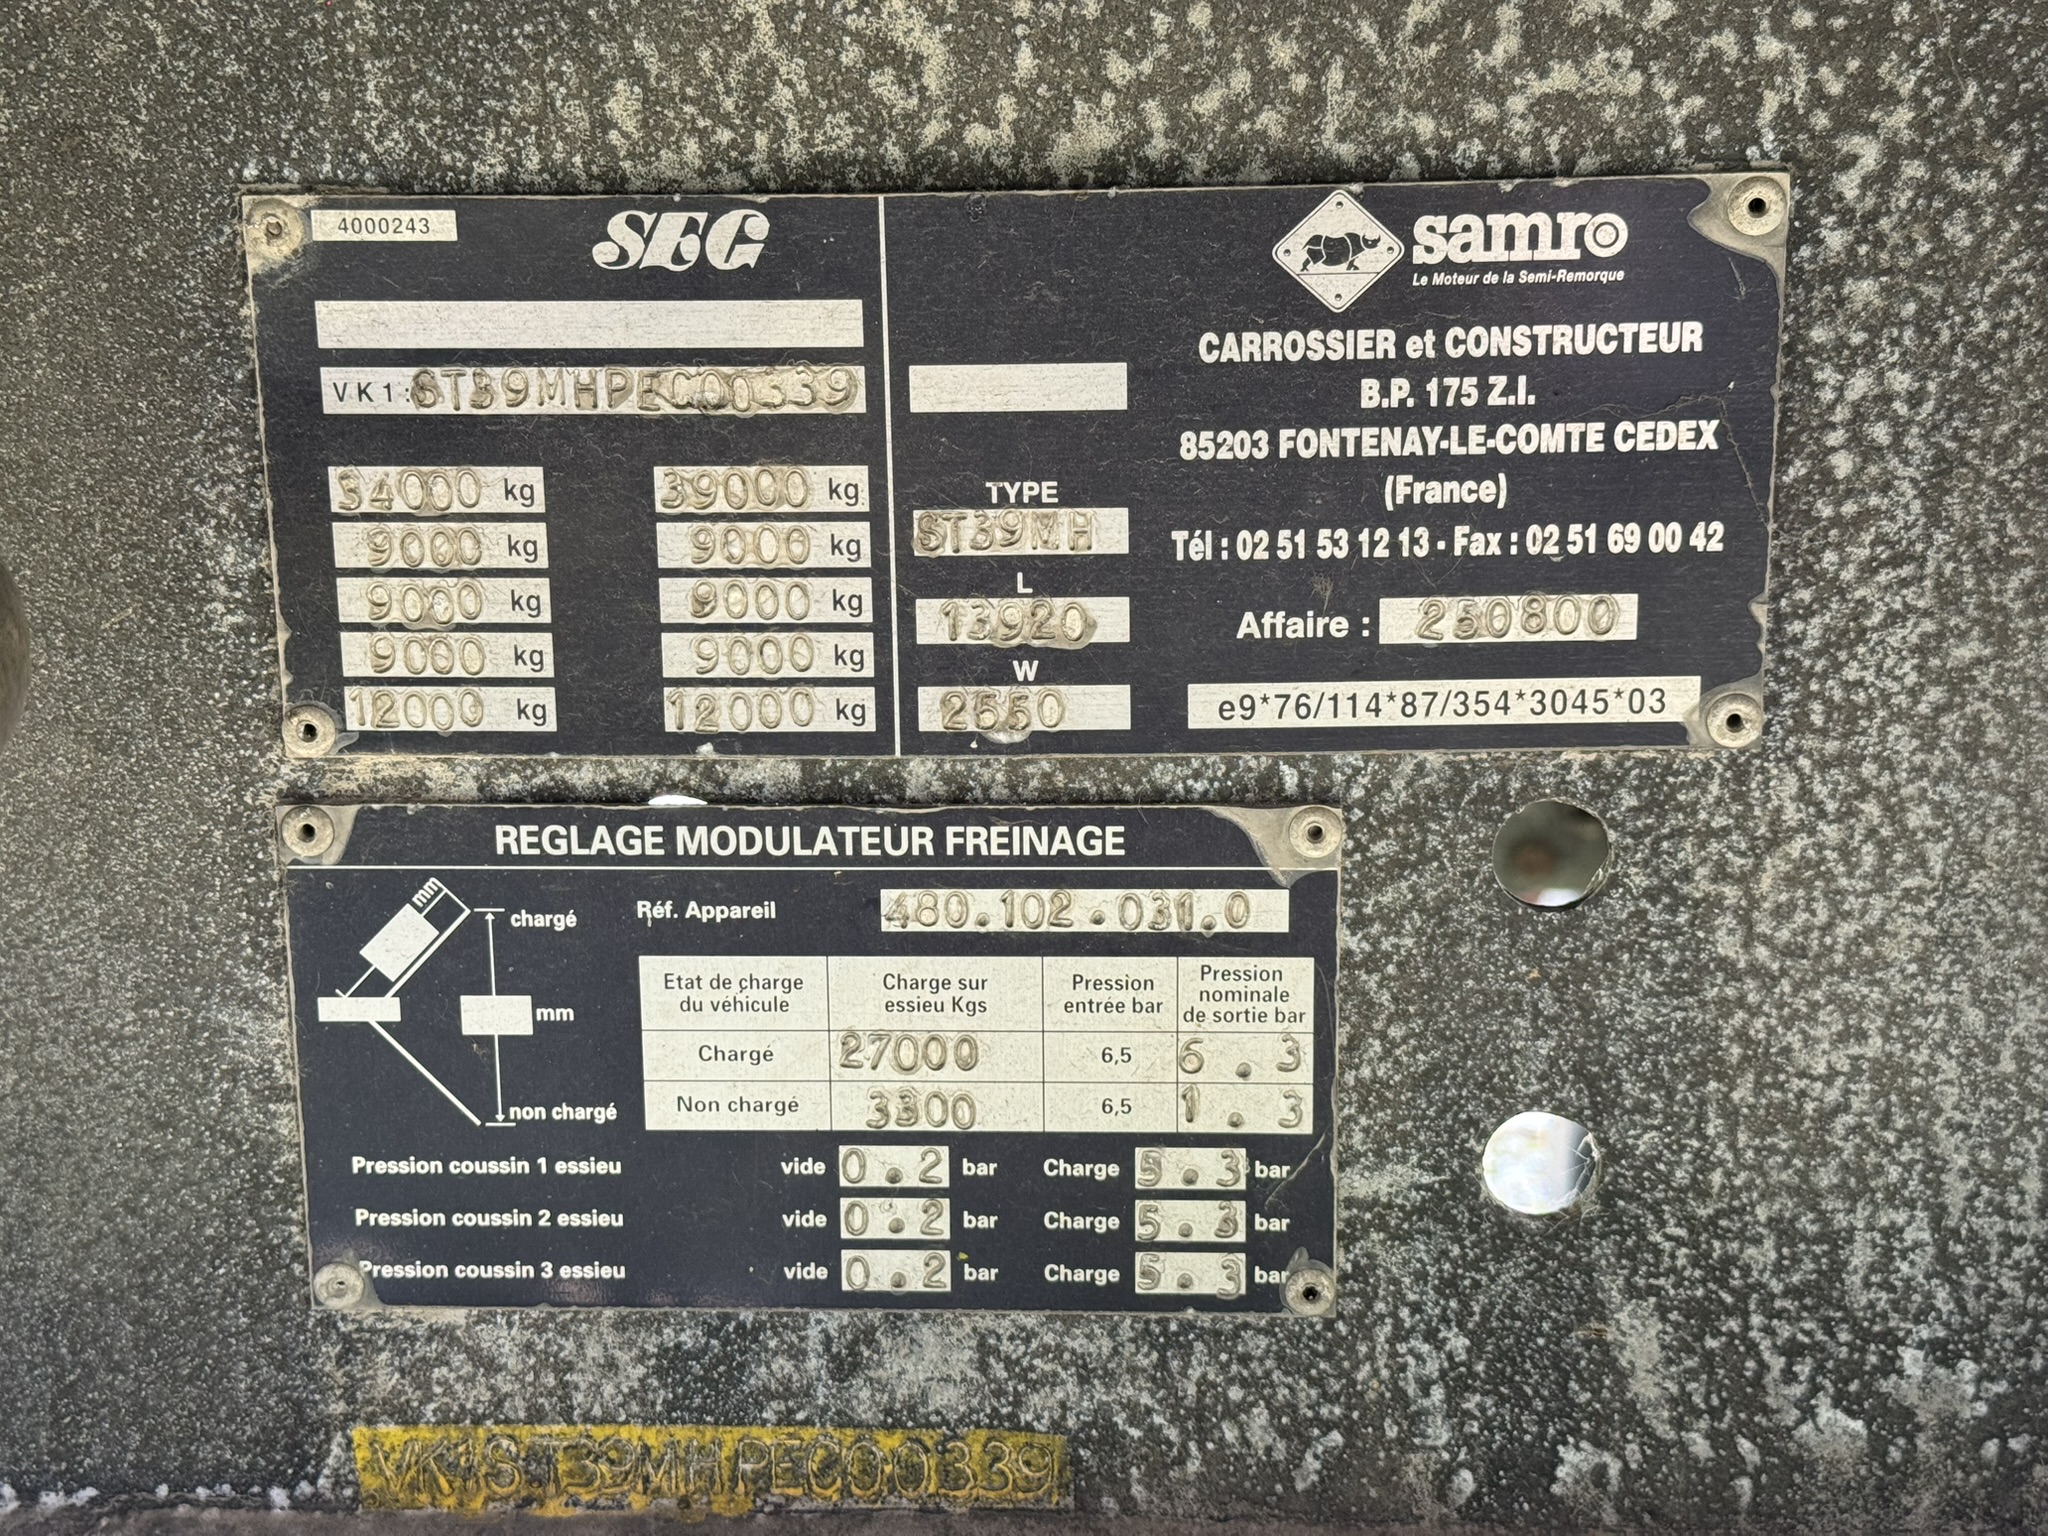 4000243
SEG
VK1: ST39MHPEC00339
34000 kg 39000 kg
9000 kg 9000 kg
9000 kg 9000 kg
9000 kg 9000 kg
12000 kg 12000 kg
TYPE
ST39MH
L
13920
W
2550
samro
Le Moteur de la Semi-Remorque
CARROSSIER et CONSTRUCTEUR
B.P. 175 Z.I.
85203 FONTENAY-LE-COMTE CEDEX
(France)
Tél : 02 51 53 12 13 - Fax : 02 51 69 00 42
Affaire : 250800
e9*76/114*87/354*3045*03
REGLAGE MODULATEUR FREINAGE
mm
chargé
mm
non chargé
Réf. Appareil 480.102.031.0
Etat de charge du véhicule Charge sur essieu Kgs Pression entrée bar Pression nominale de sortie bar
Chargé 27000 6,5 6.3
Non chargé 3300 6,5 1.3
Pression coussin 1 essieu vide 0.2 bar Charge 5.3 bar
Pression coussin 2 essieu vide 0.2 bar Charge 5.3 bar
Pression coussin 3 essieu vide 0.2 bar Charge 5.3 bar
VK1ST39MHPEC00339